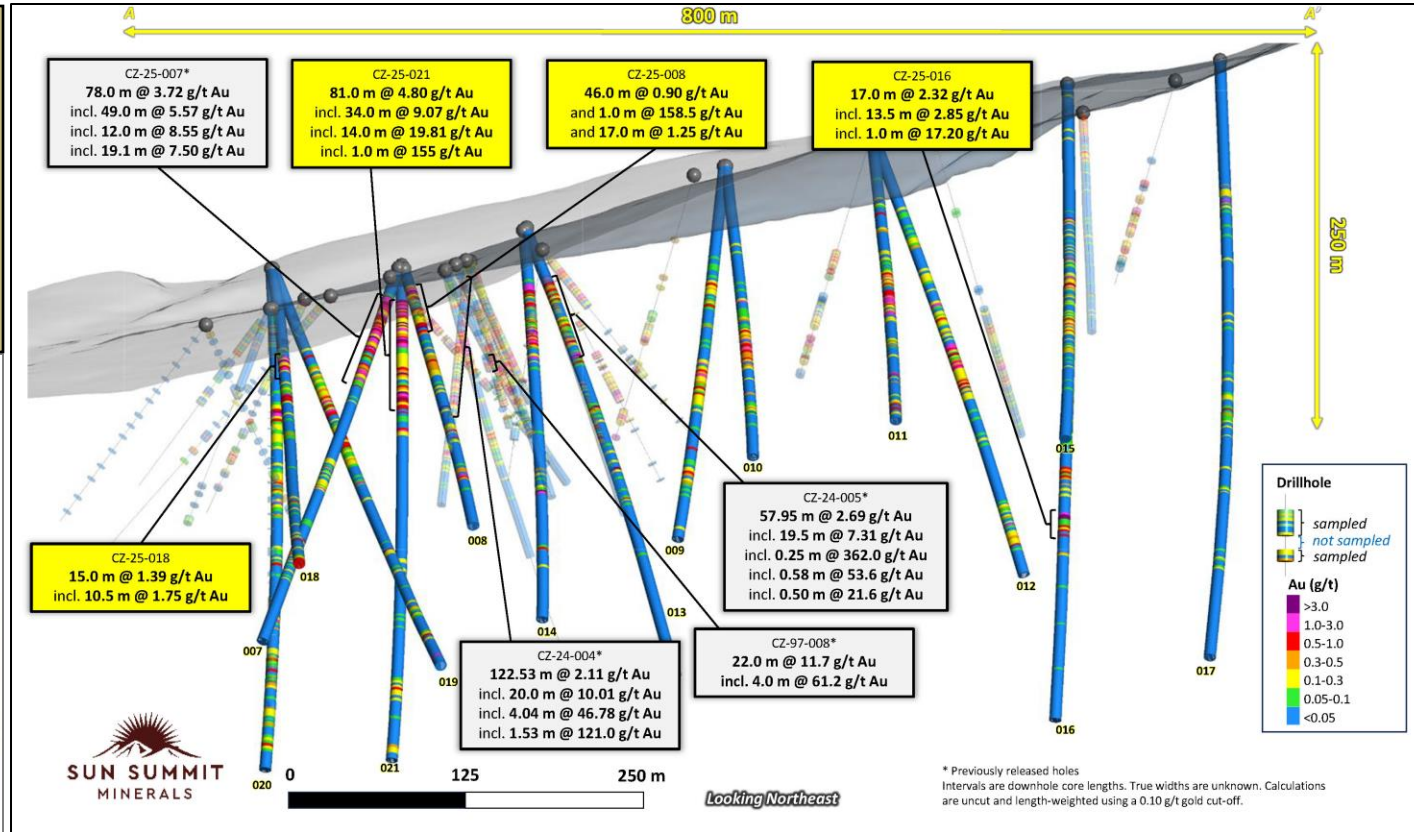 A
800 m
A'
CZ-25-007*
78.0 m @ 3.72 g/t Au
incl. 49.0 m @ 5.57 g/t Au
incl. 12.0 m @ 8.55 g/t Au
incl. 19.1 m @ 7.50 g/t Au
CZ-25-021
81.0 m @ 4.80 g/t Au
incl. 34.0 m @ 9.07 g/t Au
incl. 14.0 m @ 19.81 g/t Au
incl. 1.0 m @ 155 g/t Au
CZ-25-008
46.0 m @ 0.90 g/t Au
and 1.0 m @ 158.5 g/t Au
and 17.0 m @ 1.25 g/t Au
CZ-25-016
17.0 m @ 2.32 g/t Au
incl. 13.5 m @ 2.85 g/t Au
incl. 1.0 m @ 17.20 g/t Au
250 m
011
015
010
008
009
012
018
013
014
007
019
017
016
021
020
CZ-25-018
15.0 m @ 1.39 g/t Au
incl. 10.5 m @ 1.75 g/t Au
CZ-24-005*
57.95 m @ 2.69 g/t Au
incl. 19.5 m @ 7.31 g/t Au
incl. 0.25 m @ 362.0 g/t Au
incl. 0.58 m @ 53.6 g/t Au
incl. 0.50 m @ 21.6 g/t Au
CZ-97-008*
22.0 m @ 11.7 g/t Au
incl. 4.0 m @ 61.2 g/t Au
CZ-24-004*
122.53 m @ 2.11 g/t Au
incl. 20.0 m @ 10.01 g/t Au
incl. 4.04 m @ 46.78 g/t Au
incl. 1.53 m @ 121.0 g/t Au
Drillhole
sampled
not sampled
sampled
Au (g/t)
>3.0
1.0-3.0
0.5-1.0
0.3-0.5
0.1-0.3
0.05-0.1
<0.05
SUN SUMMIT
MINERALS
0 125 250 m
Looking Northeast
* Previously released holes
Intervals are downhole core lengths. True widths are unknown. Calculations
are uncut and length-weighted using a 0.10 g/t gold cut-off.